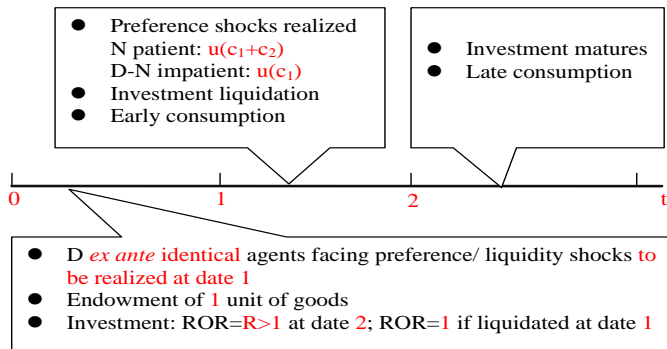 ● Preference shocks realized
N patient: u(c₁+c₂)
D-N impatient: u(c₁)
● Investment liquidation
● Early consumption
● Investment matures
● Late consumption
0 1 2 t
● D ex ante identical agents facing preference/ liquidity shocks to
be realized at date 1
● Endowment of 1 unit of goods
● Investment: ROR=R>1 at date 2; ROR=1 if liquidated at date 1